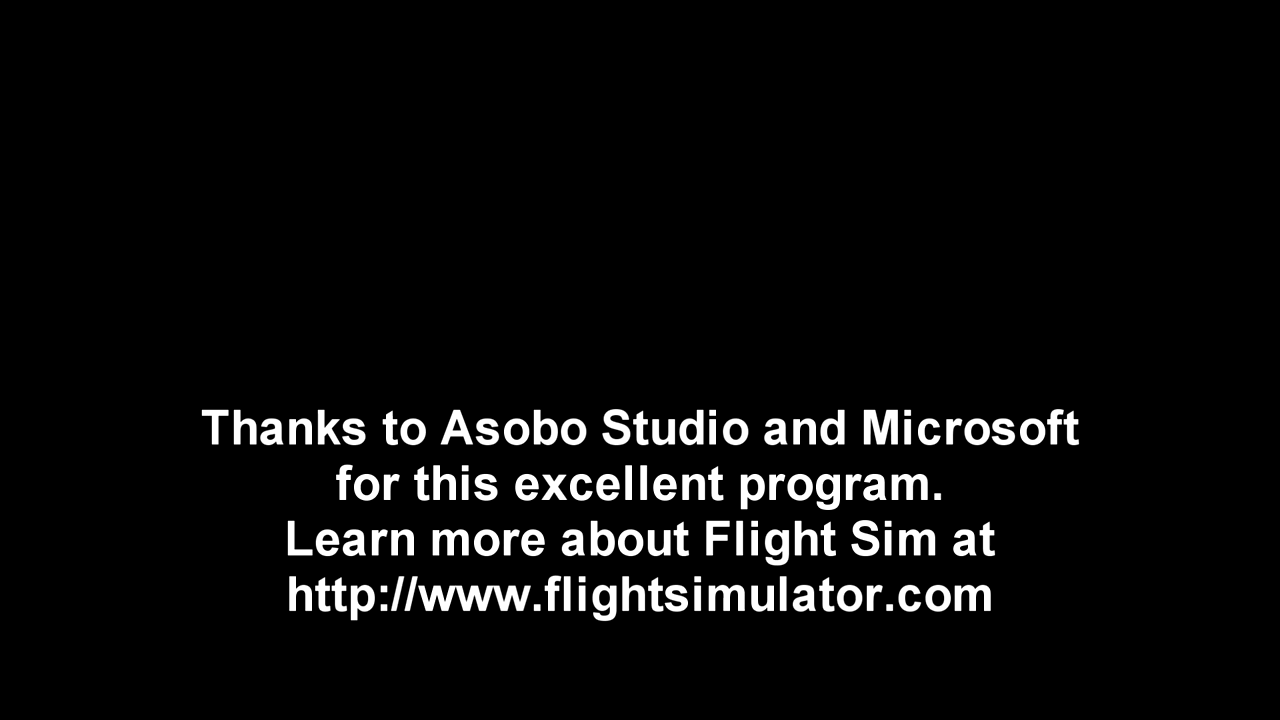 Thanks to Asobo Studio and Microsoft
for this excellent program.
Learn more about Flight Sim at
http://www.flightsimulator.com